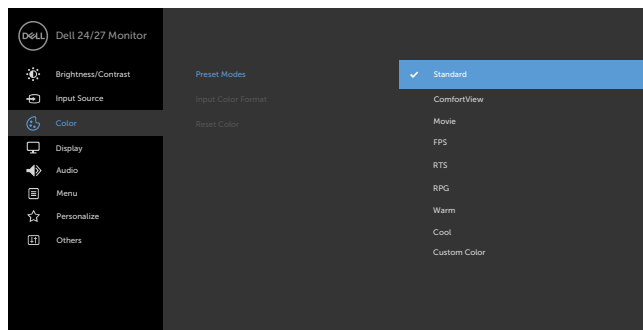 DELL Dell 24/27 Monitor
Brightness/Contrast Preset Modes Standard
Input Source Input Color Format ComfortView
Color Reset Color Movie
Display FPS
Audio RTS
Menu RPG
Personalize Warm
Others Cool
Custom Color